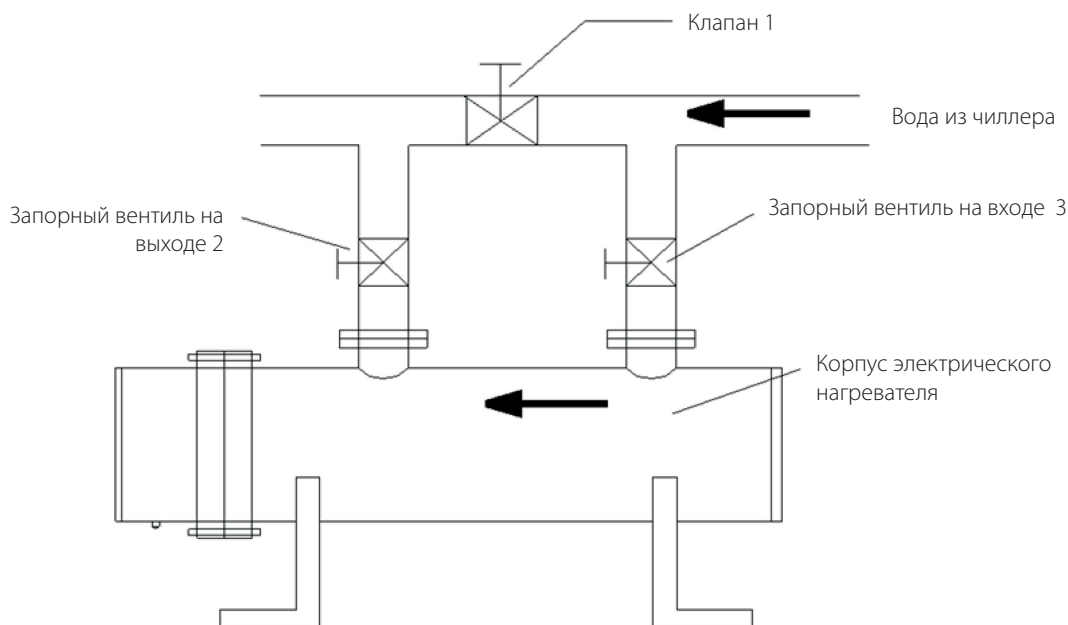 Клапан 1
Вода из чиллера
Запорный вентиль на
выходе 2
Запорный вентиль на входе 3
Корпус электрического
нагревателя